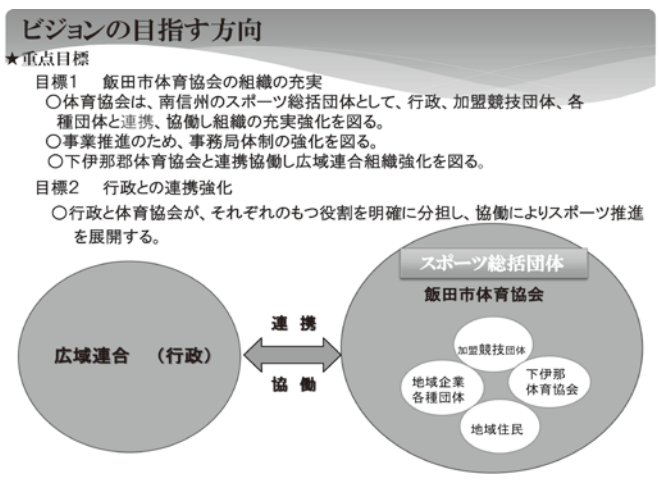 ビジョンの目指す方向
★重点目標
目標1 飯田市体育協会の組織の充実
○体育協会は、南信州のスポーツ総括団体として、行政、加盟競技団体、各
種団体と連携、協働し組織の充実強化を図る。
○事業推進のため、事務局体制の強化を図る。
○下伊那郡体育協会と連携協働し広域連合組織強化を図る。
目標2 行政との連携強化
○行政と体育協会が、それぞれのもつ役割を明確に分担し、協働によりスポーツ推進
を展開する。
スポーツ総括団体
飯田市体育協会
広域連合 （行政）
連 携
協 働
加盟競技団体
地域企業
各種団体
下伊那
体育協会
地域住民